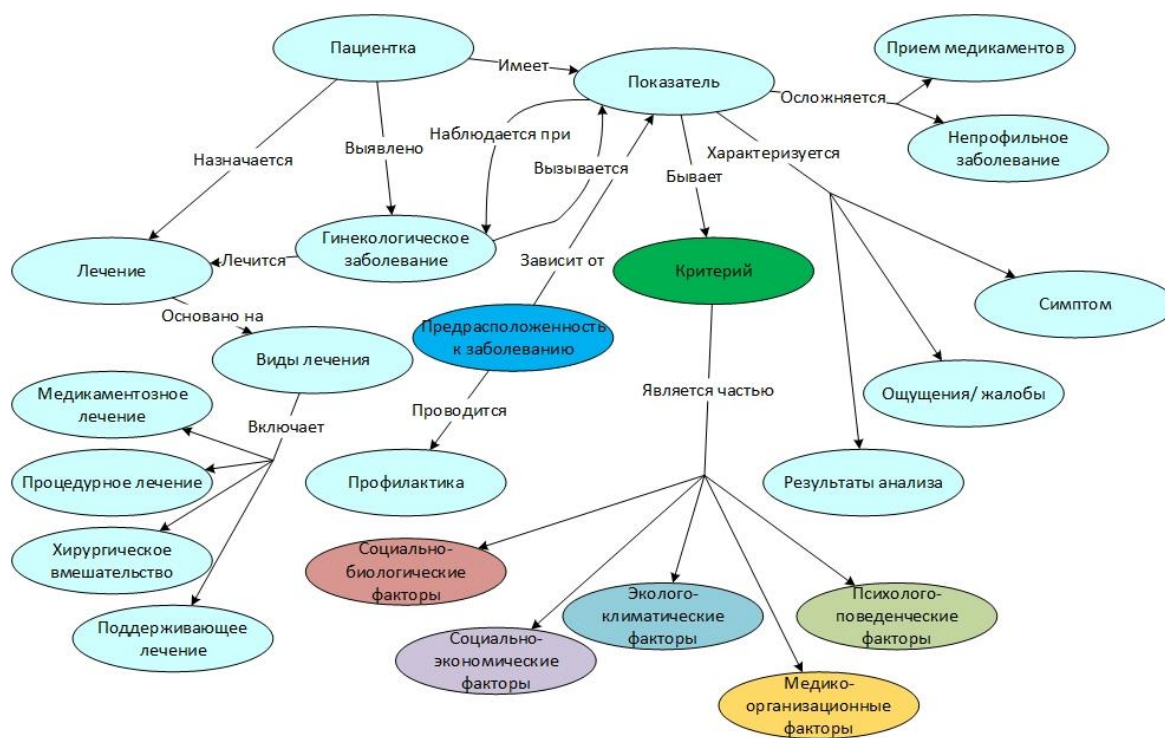 Пациентка
Имеет
Показатель
Прием медикаментов
Осложняется
Непрофильное
заболевание
Наблюдается при
Выявлено
Назначается
Вызывается
Бывает
Характеризуется
Гинекологическое
заболевание
Лечится
Лечение
Зависит от
Критерий
Симптом
Основано на
Виды лечения
Предрасположенность
к заболеванию
Является частью
Ощущения/ жалобы
Медикаментозное
лечение
Включает
Проводится
Процедурное лечение
Профилактика
Результаты анализа
Хирургическое
вмешательство
Поддерживающее
лечение
Социально-
биологические
факторы
Социально-
экономические
факторы
Эколого-
климатические
факторы
Психолого-
поведенческие
факторы
Медико-
организационные
факторы